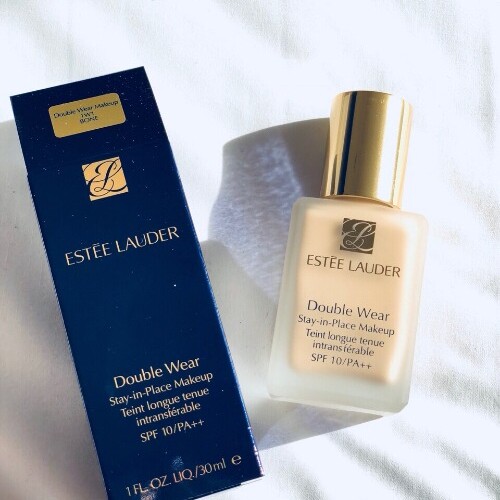 Double Wear Makeup
1W1
BONE
ESTĒE LAUDER
Double Wear
Stay-in-Place Makeup
Teint longue tenue
intransférable
SPF 10/PA++
1 FL. OZ. LIQ./30 ml e
ESTĒE LAUDER
Double Wear
Stay-in-Place Makeup
Teint longue tenue
intransférable
SPF 10/PA++